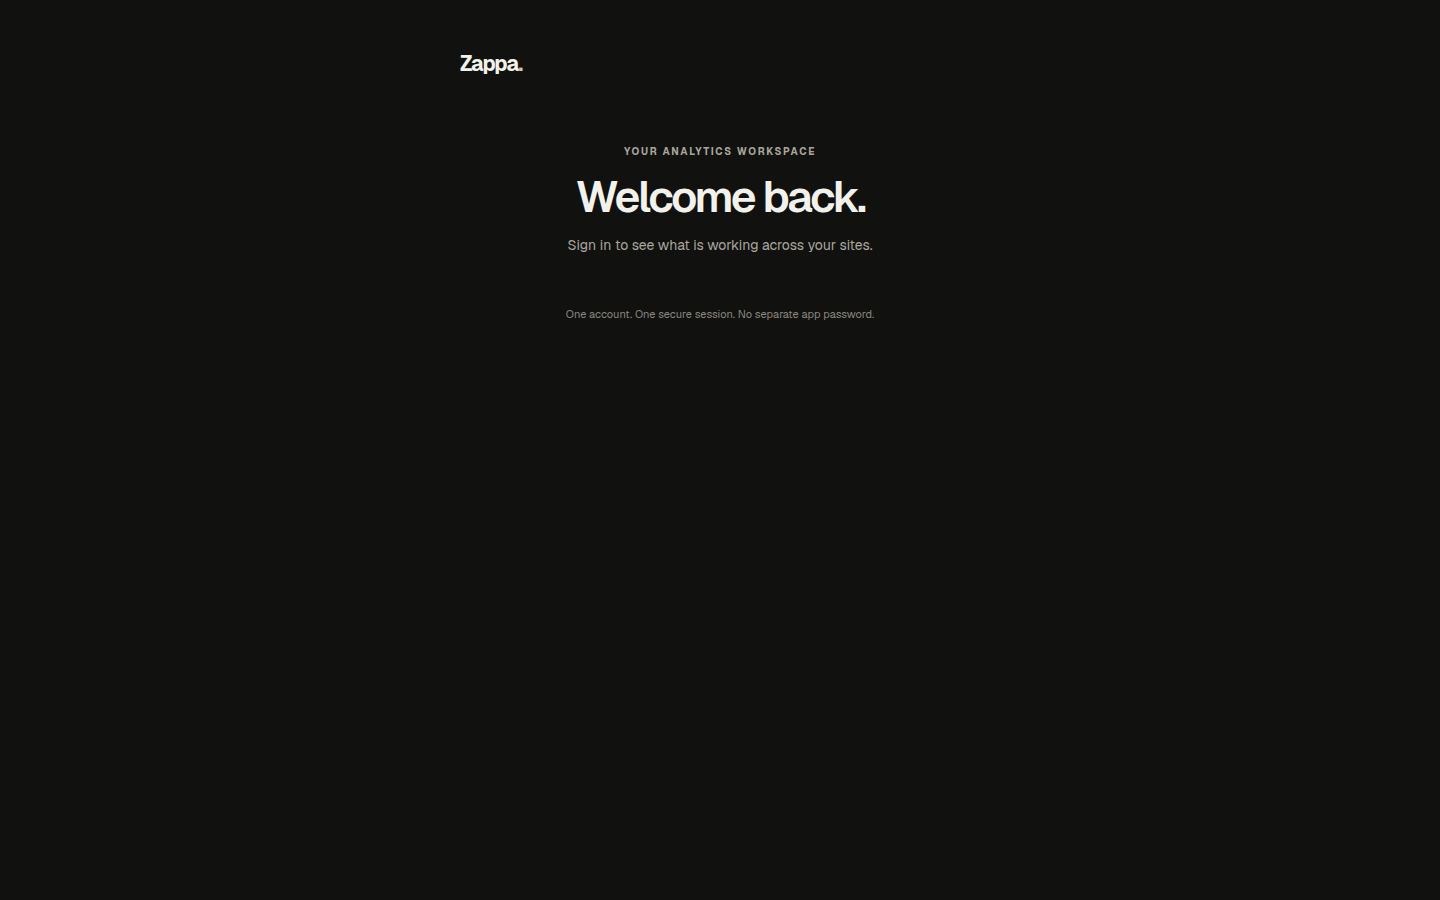 Zappa.
YOUR ANALYTICS WORKSPACE
Welcome back.
Sign in to see what is working across your sites.
One account. One secure session. No separate app password.